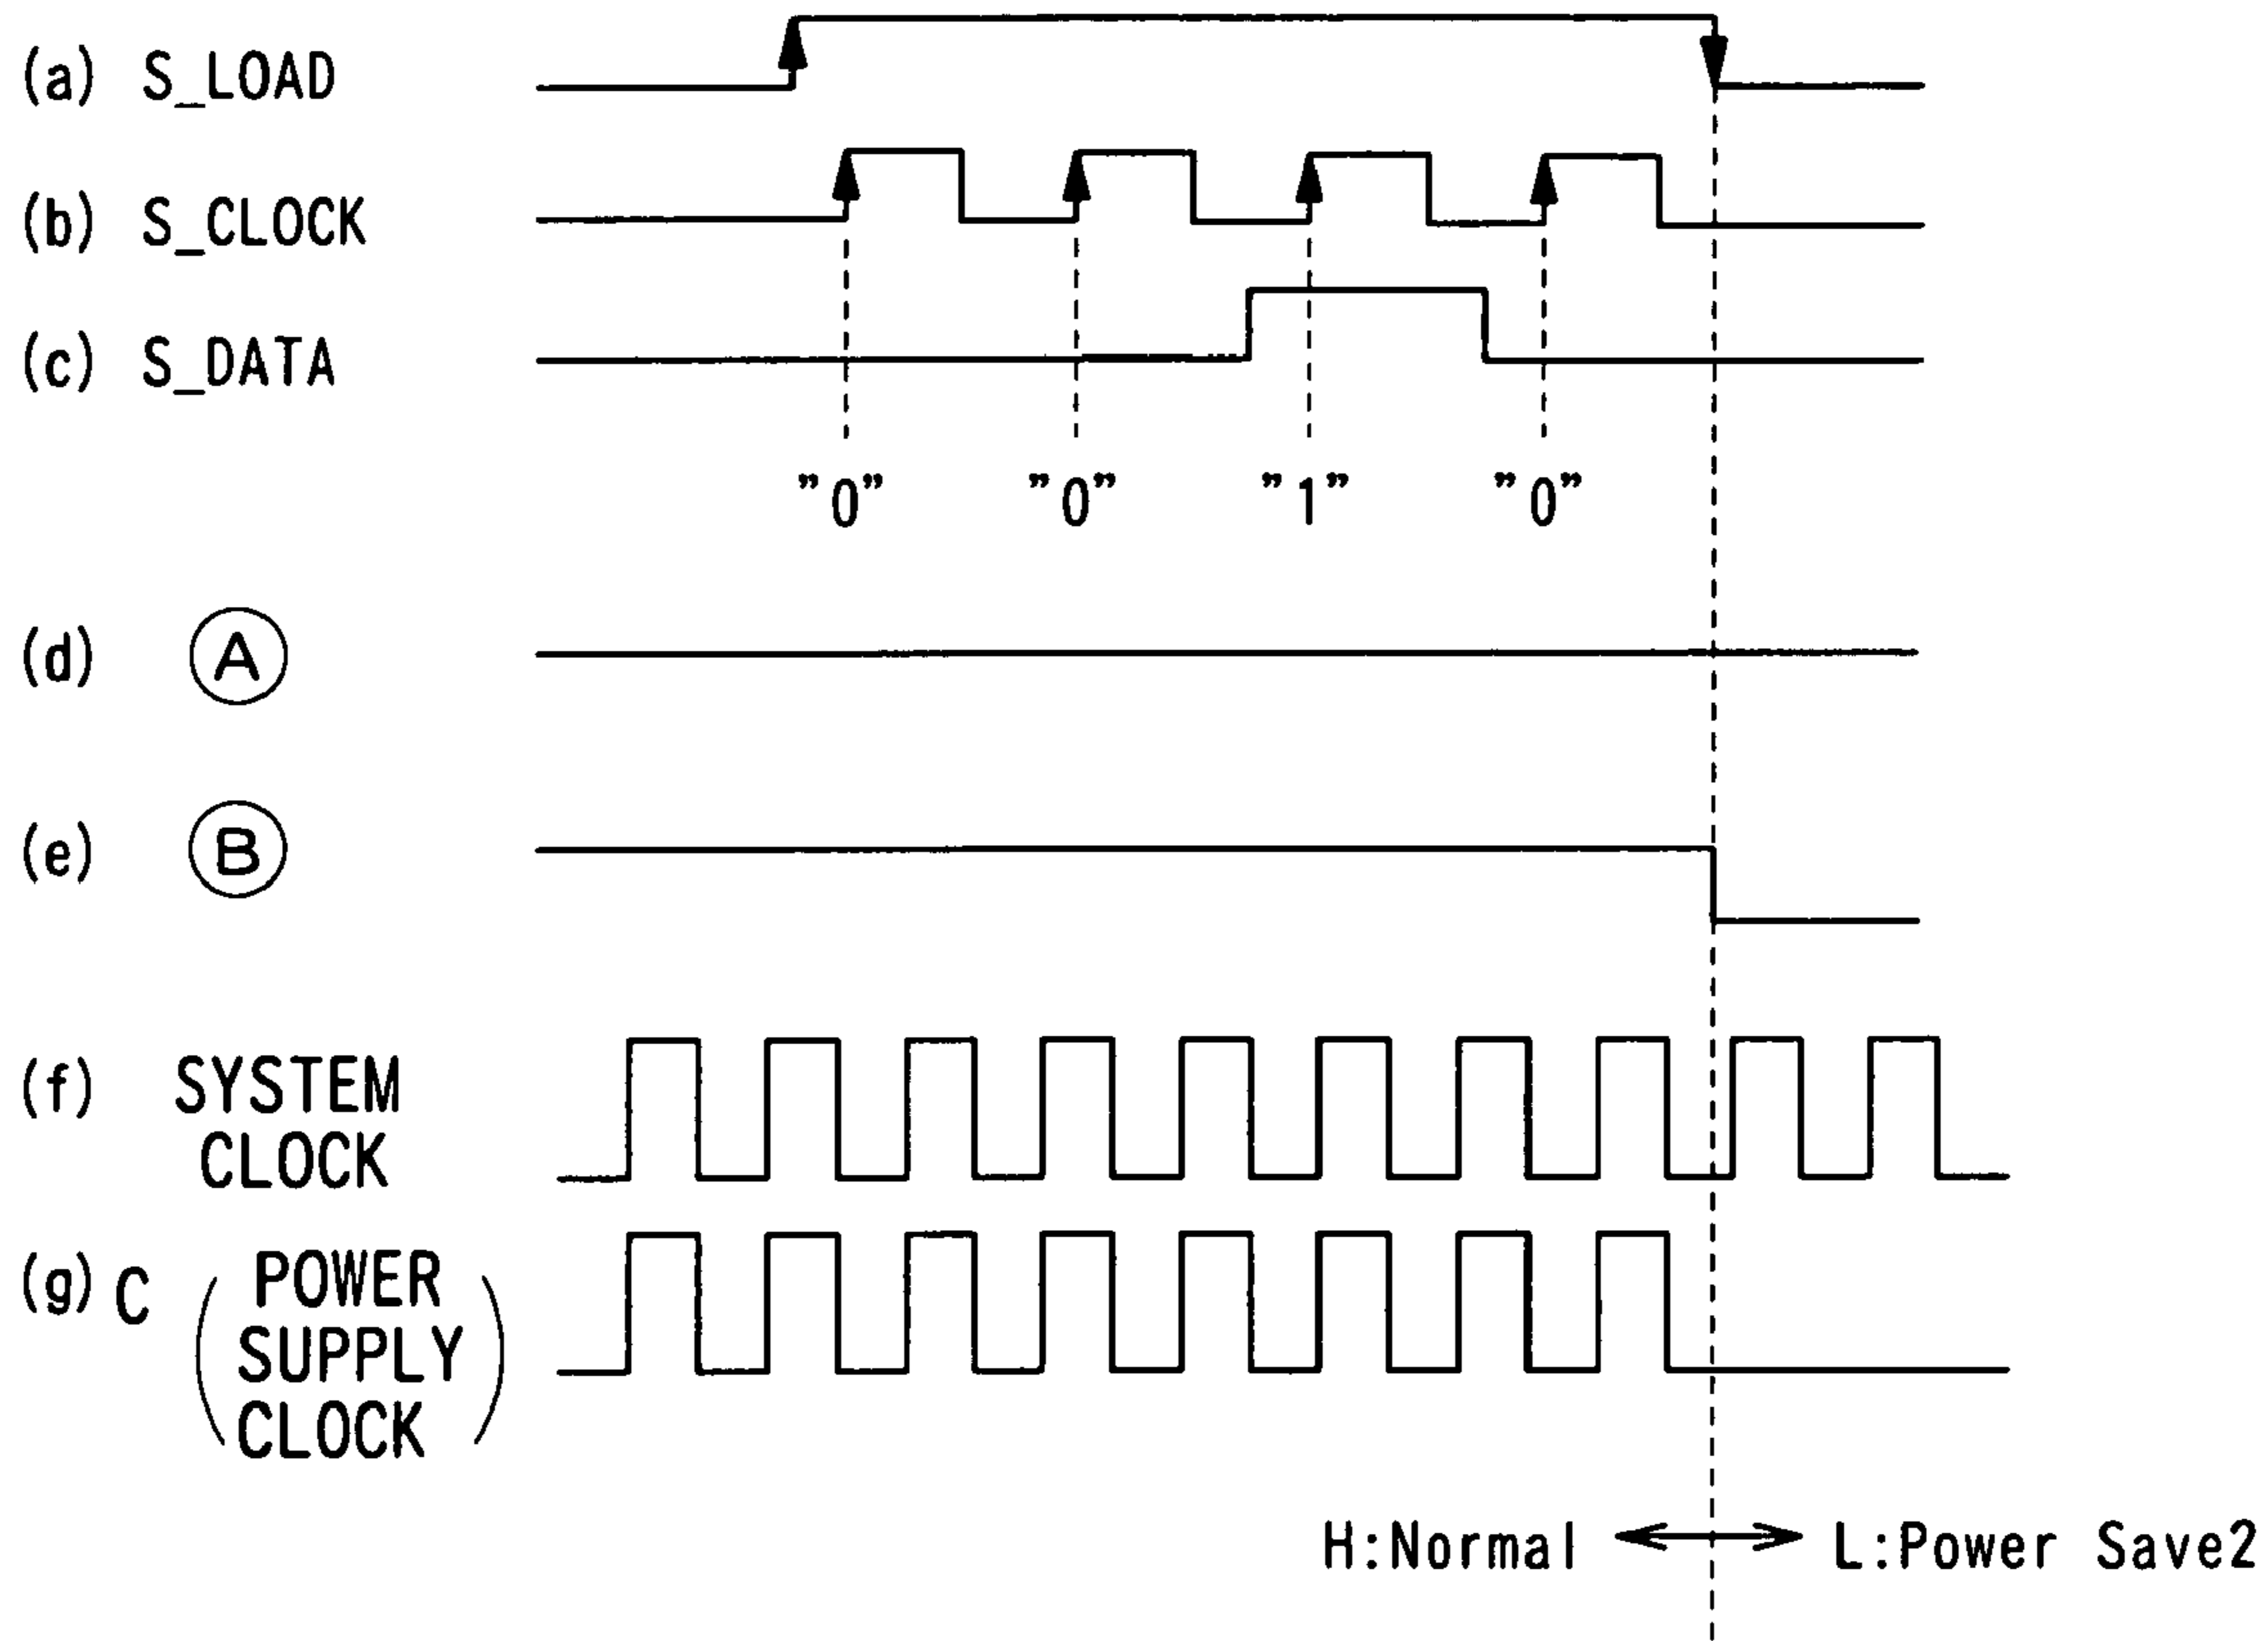 (a) S_LOAD
(b) S_CLOCK
(c) S_DATA
”0” ”0” ”1” ”0”
(d) A
(e) B
(f) SYSTEM
CLOCK
(g) C (POWER
SUPPLY
CLOCK)
H:Normal L:Power Save2